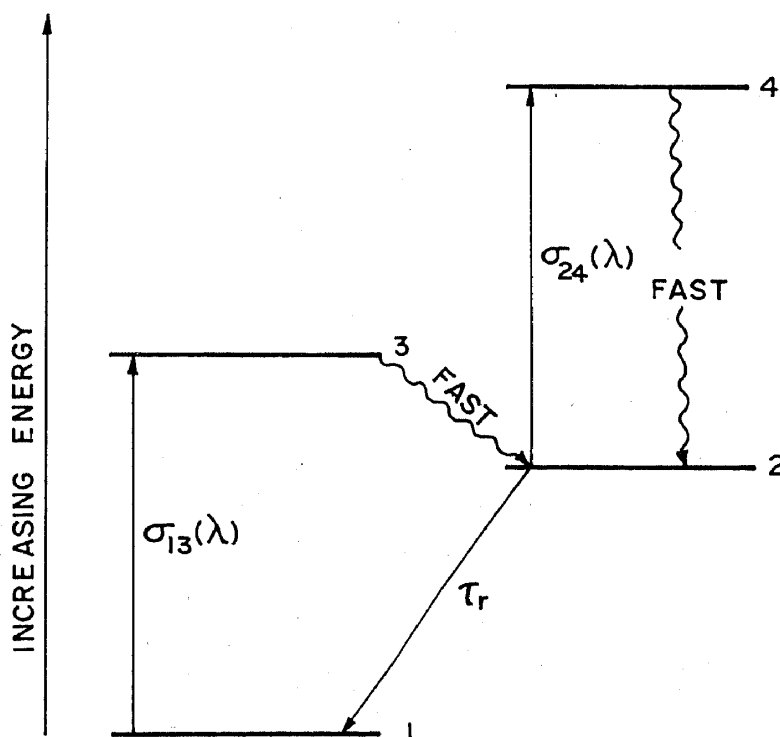 4
σ₂₄(λ)
FAST
3
FAST
2
σ₁₃(λ)
τᵣ
1
INCREASING ENERGY